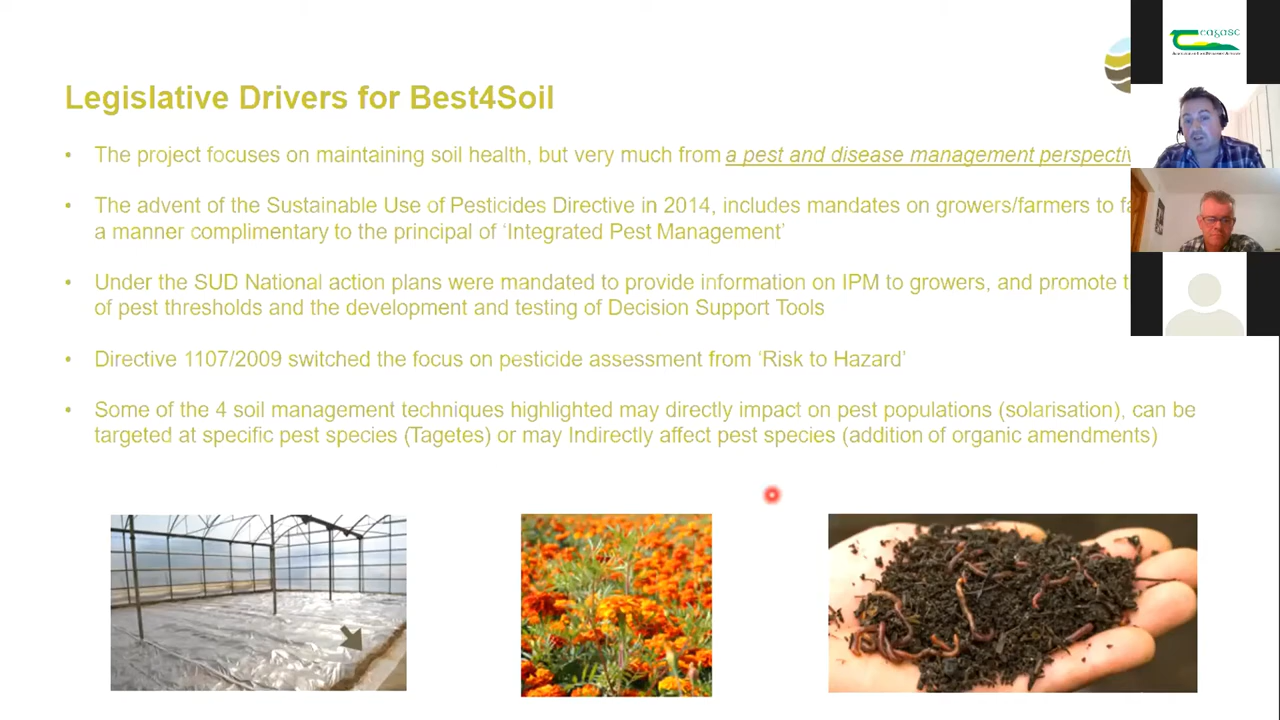 Legislative Drivers for Best4Soil
• The project focuses on maintaining soil health, but very much from a pest and disease management
• The advent of the Sustainable Use of Pesticides Directive in 2014, includes mandates on growers/farmers to
a manner complimentary to the principal of ‘Integrated Pest Management’
• Under the SUD National action plans were mandated to provide information on IPM to growers, and promote
of pest thresholds and the development and testing of Decision Support Tools
• Directive 1107/2009 switched the focus on pesticide assessment from ‘Risk to Hazard’
• Some of the 4 soil management techniques highlighted may directly impact on pest populations (solarisation), can be
targeted at specific pest species (Tagetes) or may Indirectly affect pest species (addition of organic amendments)